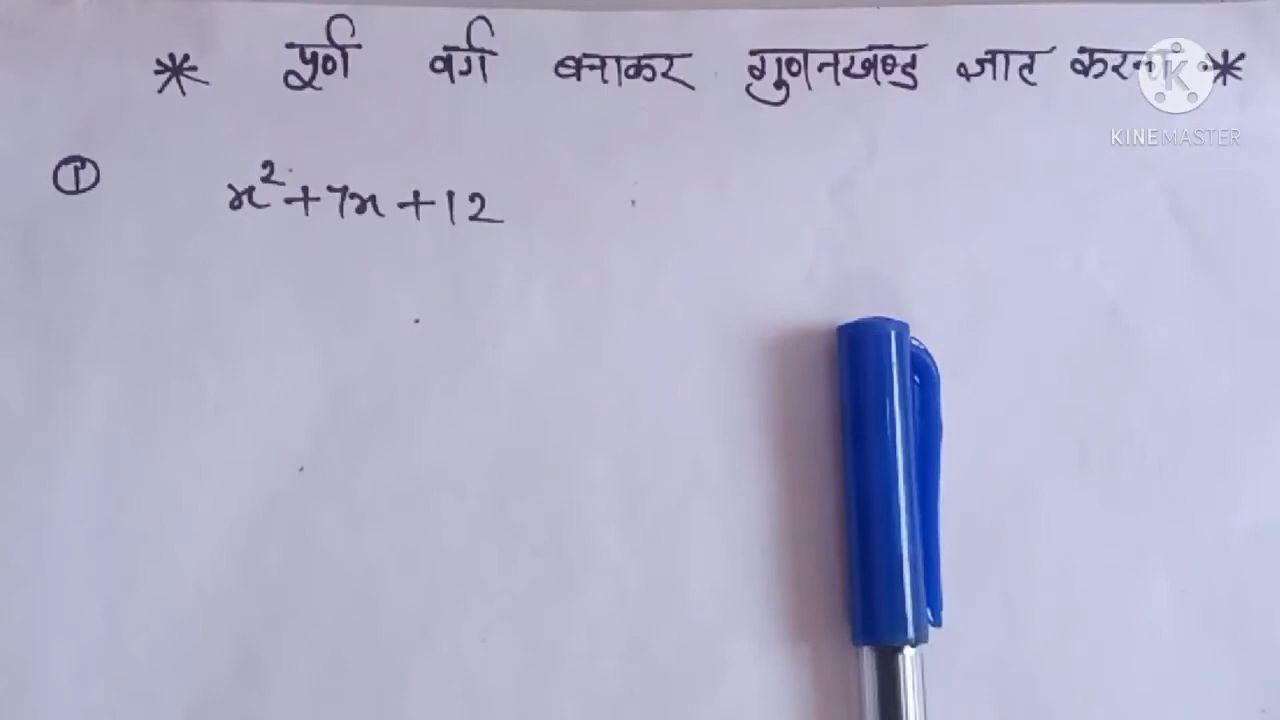 * पूर्ण वर्ग बनाकर गुणनखण्ड ज्ञात करना *
K
KINEMASTER
① x²+7x+12